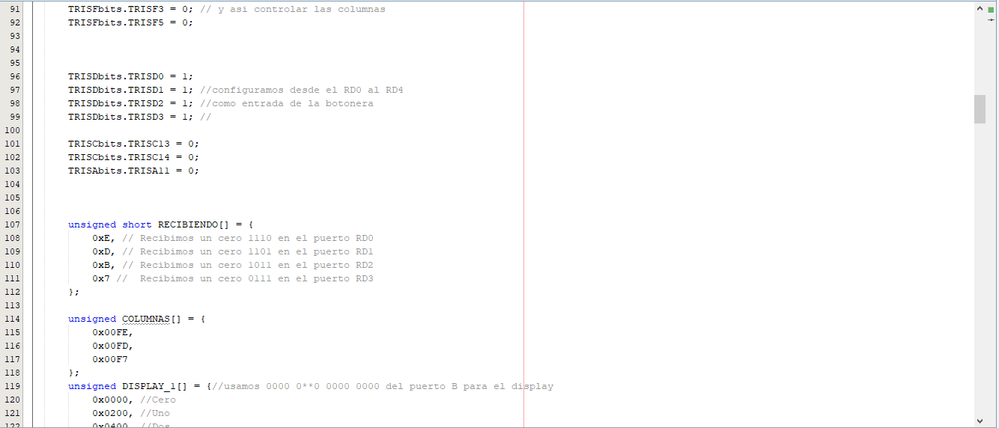 91 TRISFbits.TRISF3 = 0; // y asi controlar las columnas
92 TRISFbits.TRISF5 = 0;
93
94
95
96 TRISDbits.TRISD0 = 1;
97 TRISDbits.TRISD1 = 1; //configuramos desde el RD0 al RD4
98 TRISDbits.TRISD2 = 1; //como entrada de la botonera
99 TRISDbits.TRISD3 = 1; //
100
101 TRISCbits.TRISC13 = 0;
102 TRISCbits.TRISC14 = 0;
103 TRISAbits.TRISA11 = 0;
104
105
106
107 unsigned short RECIBIENDO[] = {
108 0xE, // Recibimos un cero 1110 en el puerto RD0
109 0xD, // Recibimos un cero 1101 en el puerto RD1
110 0xB, // Recibimos un cero 1011 en el puerto RD2
111 0x7 //  Recibimos un cero 0111 en el puerto RD3
112 };
113
114 unsigned COLUMNAS[] = {
115 0x00FE,
116 0x00FD,
117 0x00F7
118 };
119 unsigned DISPLAY_1[] = {//usamos 0000 0**0 0000 0000 del puerto B para el display
120 0x0000, //Cero
121 0x0200, //Uno
122 0x0400, //Dos